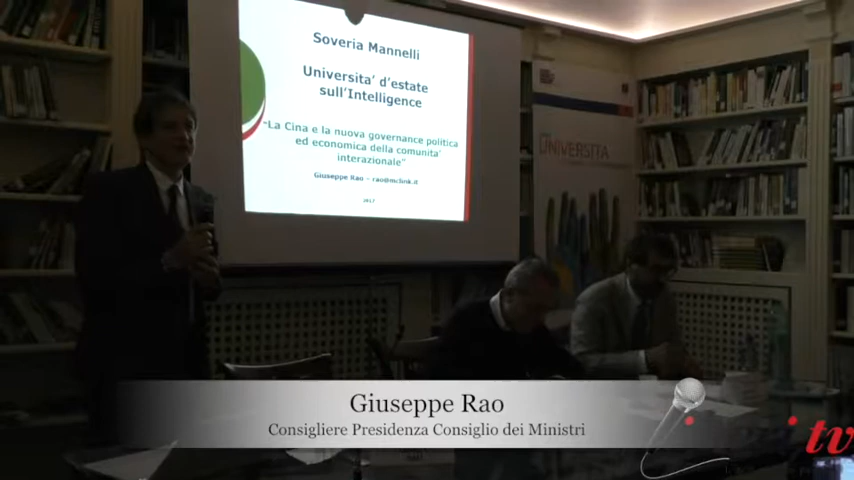 Soveria Mannelli
Universita' d'estate
sull'Intelligence
"La Cina e la nuova governance politica
ed economica della comunita'
interazionale"
Giuseppe Rao - rao@mclink.it
2017
UNIVERSITA
Giuseppe Rao
Consigliere Presidenza Consiglio dei Ministri
tv